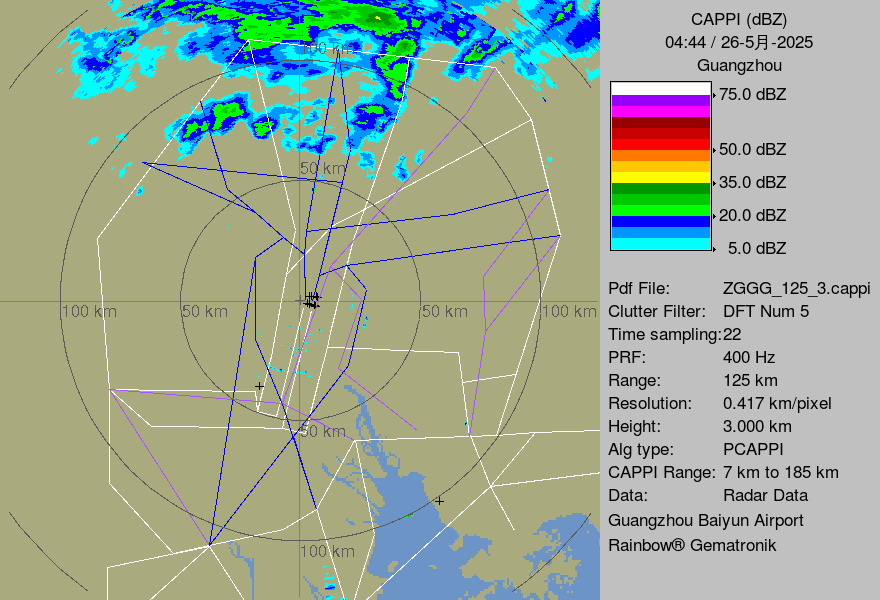 CAPPI (dBZ)
04:44 / 26-5月-2025
Guangzhou
75.0 dBZ
50.0 dBZ
35.0 dBZ
20.0 dBZ
5.0 dBZ
100 km
50 km
100 km
50 km
50 km
100 km
50 km
100 km
Pdf File: ZGGG_125_3.cappi
Clutter Filter: DFT Num 5
Time sampling:22
PRF: 400 Hz
Range: 125 km
Resolution: 0.417 km/pixel
Height: 3.000 km
Alg type: PCAPPI
CAPPI Range: 7 km to 185 km
Data: Radar Data
Guangzhou Baiyun Airport
Rainbow® Gematronik